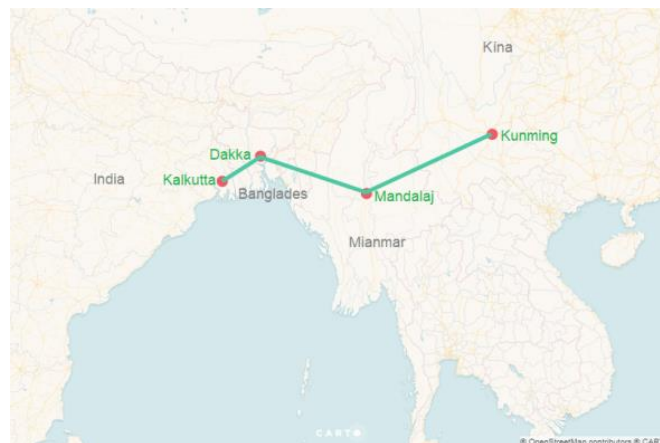 Kina
Kunming
Dakka
India
Kalkutta
Banglades
Mandalaj
Mianmar
CARTO
© OpenStreetMap contributors © CAR